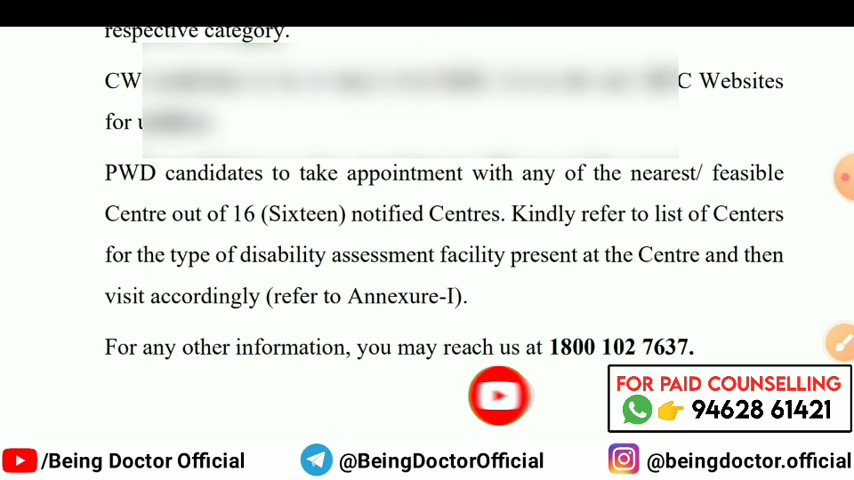 respective category.
CW C Websites
for
PWD candidates to take appointment with any of the nearest/ feasible
Centre out of 16 (Sixteen) notified Centres. Kindly refer to list of Centers
for the type of disability assessment facility present at the Centre and then
visit accordingly (refer to Annexure-I).
For any other information, you may reach us at 1800 102 7637.
FOR PAID COUNSELLING
94628 61421
/Being Doctor Official @BeingDoctorOfficial @beingdoctor.official